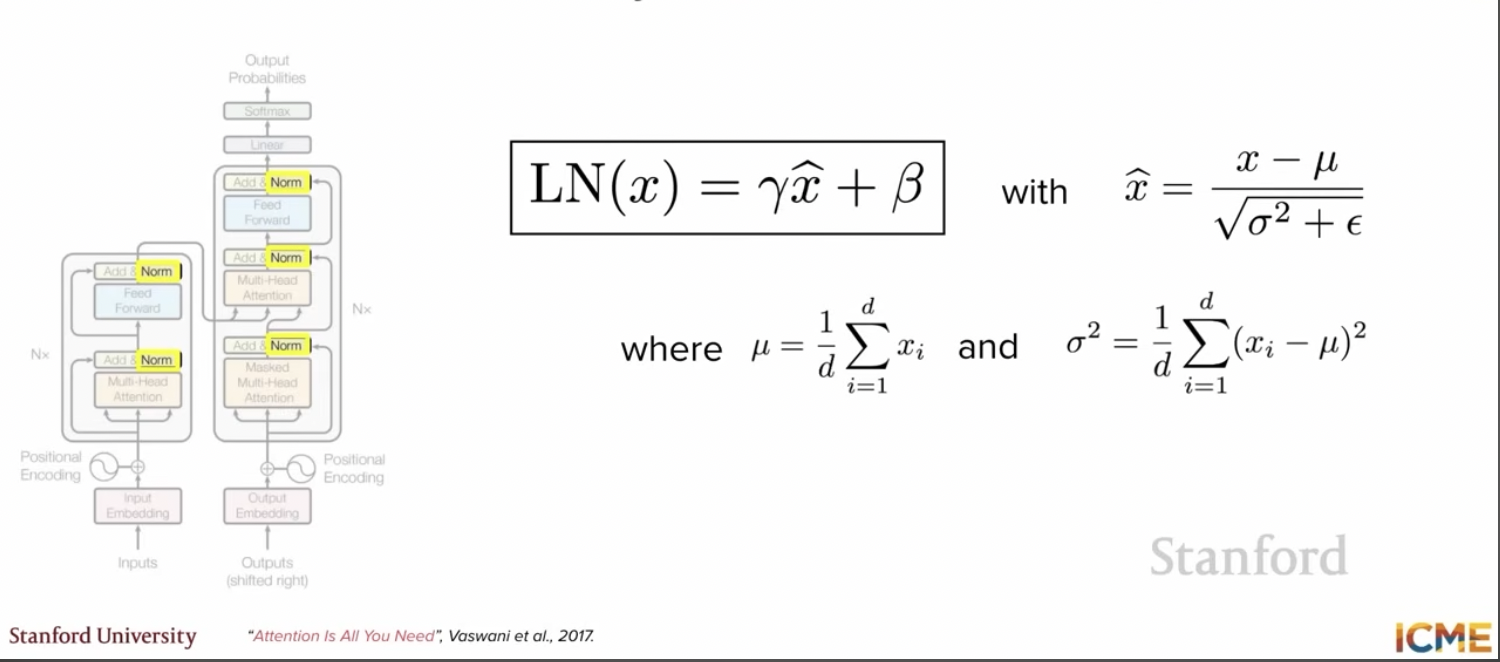 Output
Probabilities
Softmax
Linear
Add & Norm
Feed
Forward
Add & Norm
Multi-Head
Attention
Add & Norm
Masked
Multi-Head
Attention
Nx
Add & Norm
Feed
Forward
Add & Norm
Multi-Head
Attention
Nx
Positional
Encoding
Positional
Encoding
Input
Embedding
Output
Embedding
Inputs
Outputs
(shifted right)
LN(x) = γx̂ + β with x̂ = (x − μ) / √(σ² + ϵ)
where μ = 1/d ∑_{i=1}^{d} x_i and σ² = 1/d ∑_{i=1}^{d} (x_i − μ)²
Stanford
Stanford University "Attention Is All You Need", Vaswani et al., 2017.
ICME